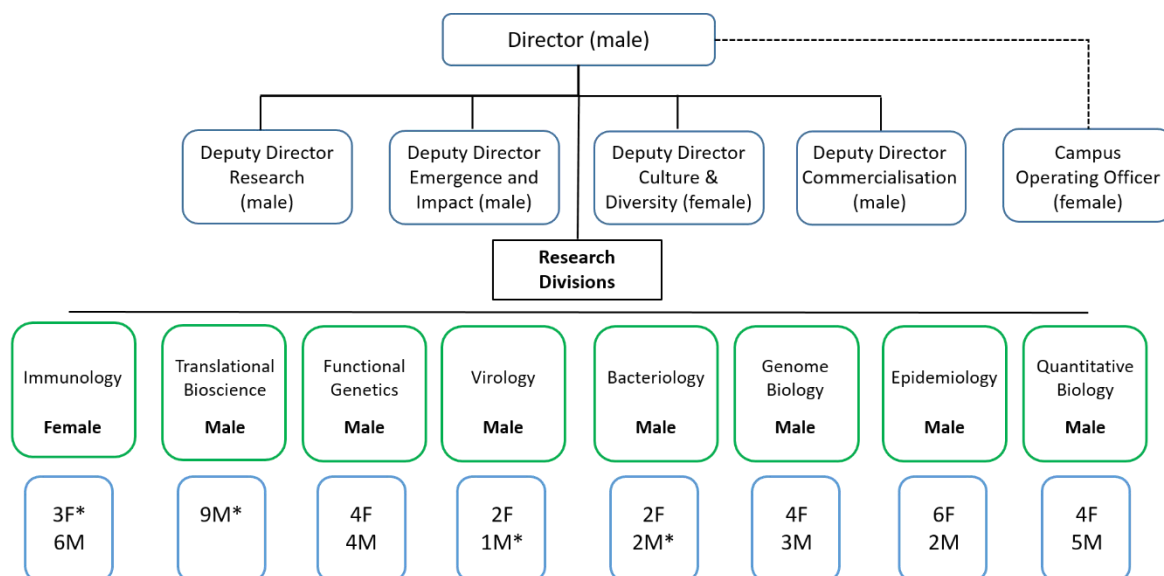 Director (male)
Deputy Director
Research
(male)
Deputy Director
Emergence and
Impact (male)
Deputy Director
Culture &
Diversity (female)
Deputy Director
Commercialisation
(male)
Campus
Operating Officer
(female)
Research
Divisions
Immunology
Female
Translational
Bioscience
Male
Functional
Genetics
Male
Virology
Male
Bacteriology
Male
Genome
Biology
Male
Epidemiology
Male
Quantitative
Biology
Male
3F*
6M
9M*
4F
4M
2F
1M*
2F
2M*
4F
3M
6F
2M
4F
5M